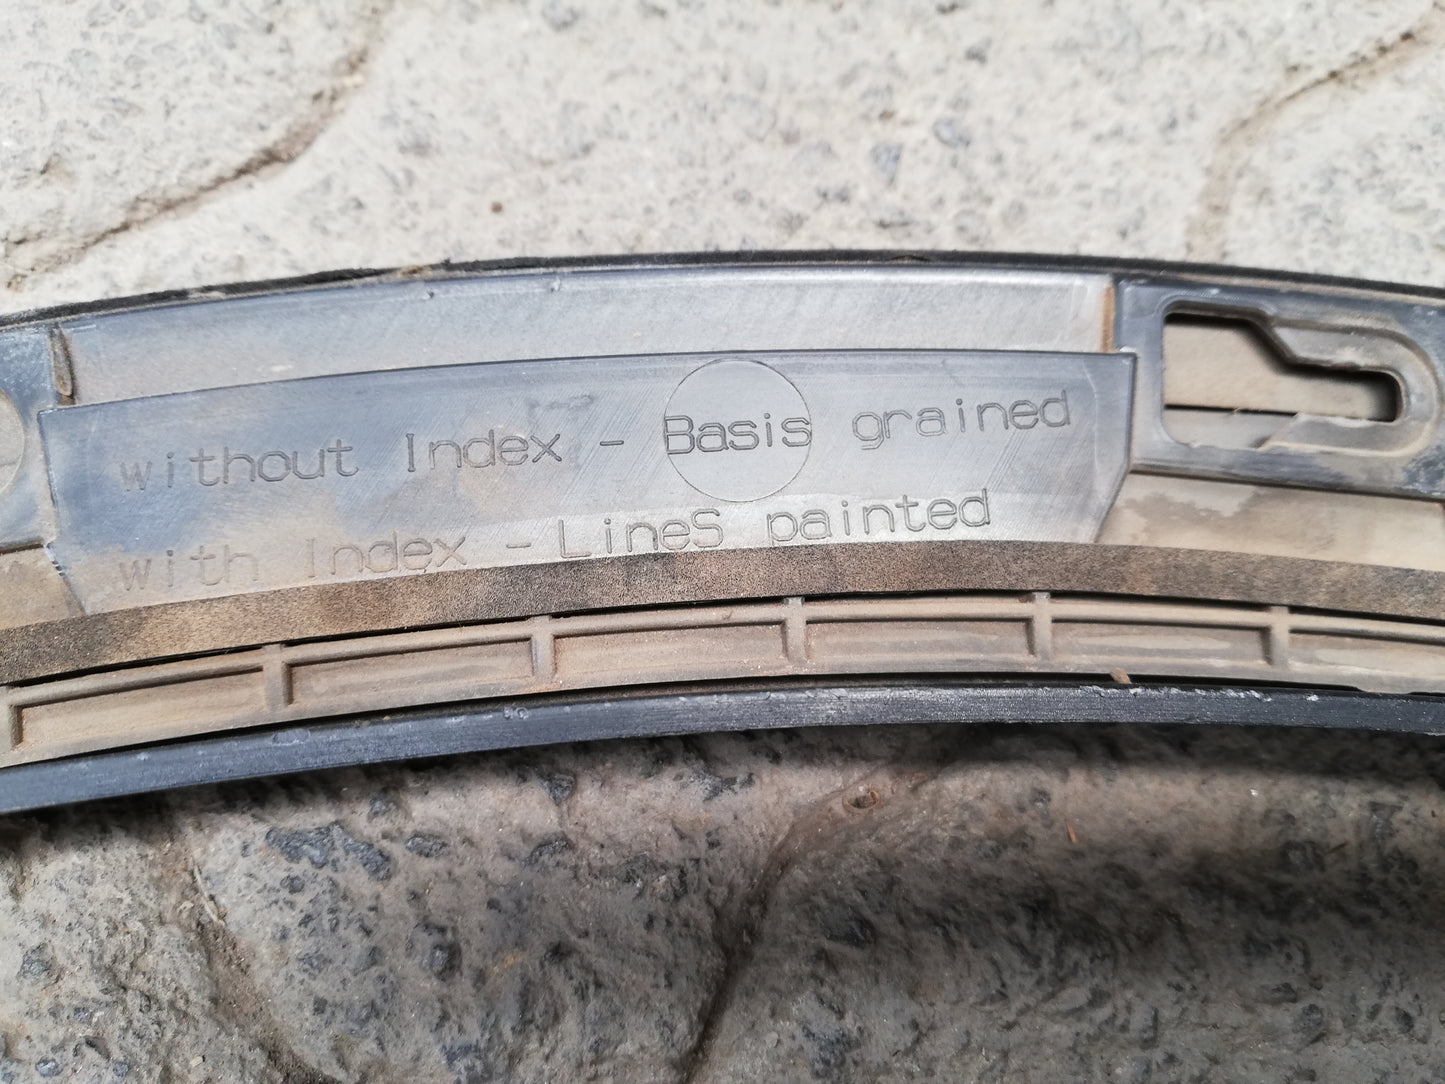 without Index - Basis grained
with Index - LineS painted